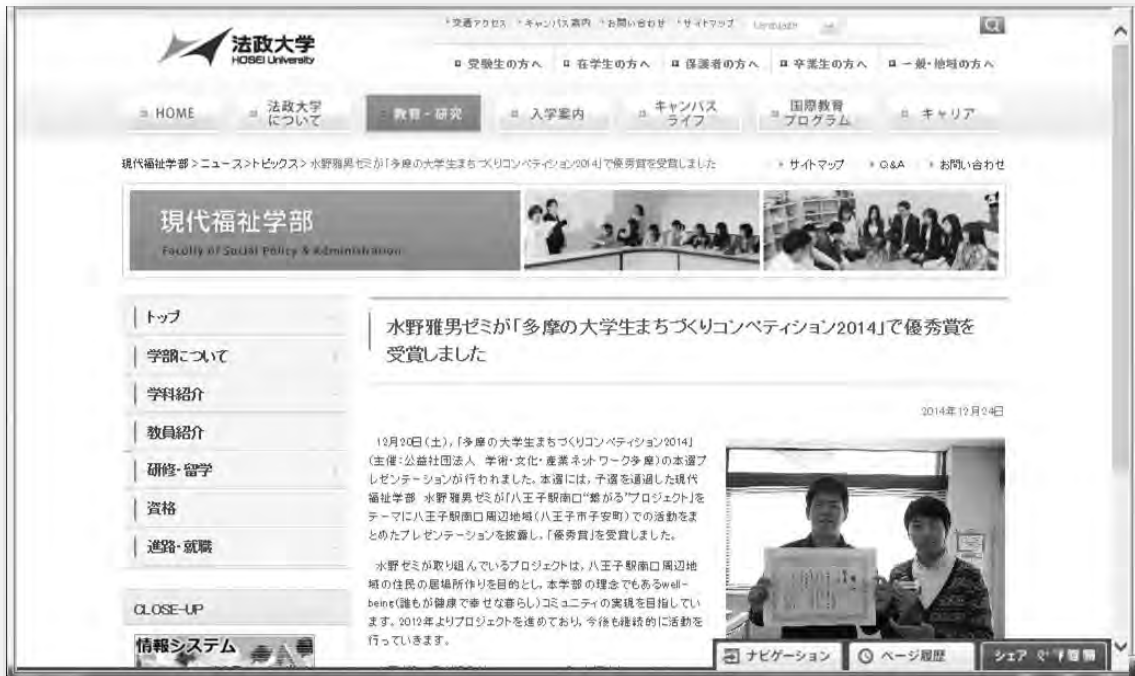 交通アクセス キャンパス案内 お問い合わせ サイトマップ Language
法政大学
HOSEI University
受験生の方へ 在学生の方へ 保護者の方へ 卒業生の方へ 一般・地域の方へ
HOME 法政大学について 教育・研究 入学案内 キャンパスライフ 国際教育プログラム キャリア
現代福祉学部>ニュース>トピックス> 水野雅男ゼミが「多摩の大学生まちづくりコンペティション2014」で優秀賞を受賞しました サイトマップ Q&A お問い合わせ
現代福祉学部
Faculty of Social Policy & Administration
トップ
学部について
学科紹介
教員紹介
研修・留学
資格
進路・就職
CLOSE-UP
情報システム
水野雅男ゼミが「多摩の大学生まちづくりコンペティション2014」で優秀賞を
受賞しました
2014年12月24日
12月20日(土),「多摩の大学生まちづくりコンペティション2014」
(主催:公益社団法人 学術・文化・産業ネットワーク多摩)の本選プ
レゼンテーションが行われました。本選には,予選を通過した現代
福祉学部 水野雅男ゼミが「八王子駅南口“繋がる”プロジェクト」を
テーマに八王子駅南口周辺地域(八王子市子安町)での活動をま
とめたプレゼンテーションを披露し,「優秀賞」を受賞しました。
水野ゼミが取り組んでいるプロジェクトは,八王子駅南口周辺地
域の住民の居場所作りを目的とし,本学部の理念でもあるwell-
being(誰もが健康で幸せな暮らし)コミュニティの実現を目指してい
ます。2012年よりプロジェクトを進めており,今後も継続的に活動を
行っていきます。
ナビゲーション ページ履歴 シェア